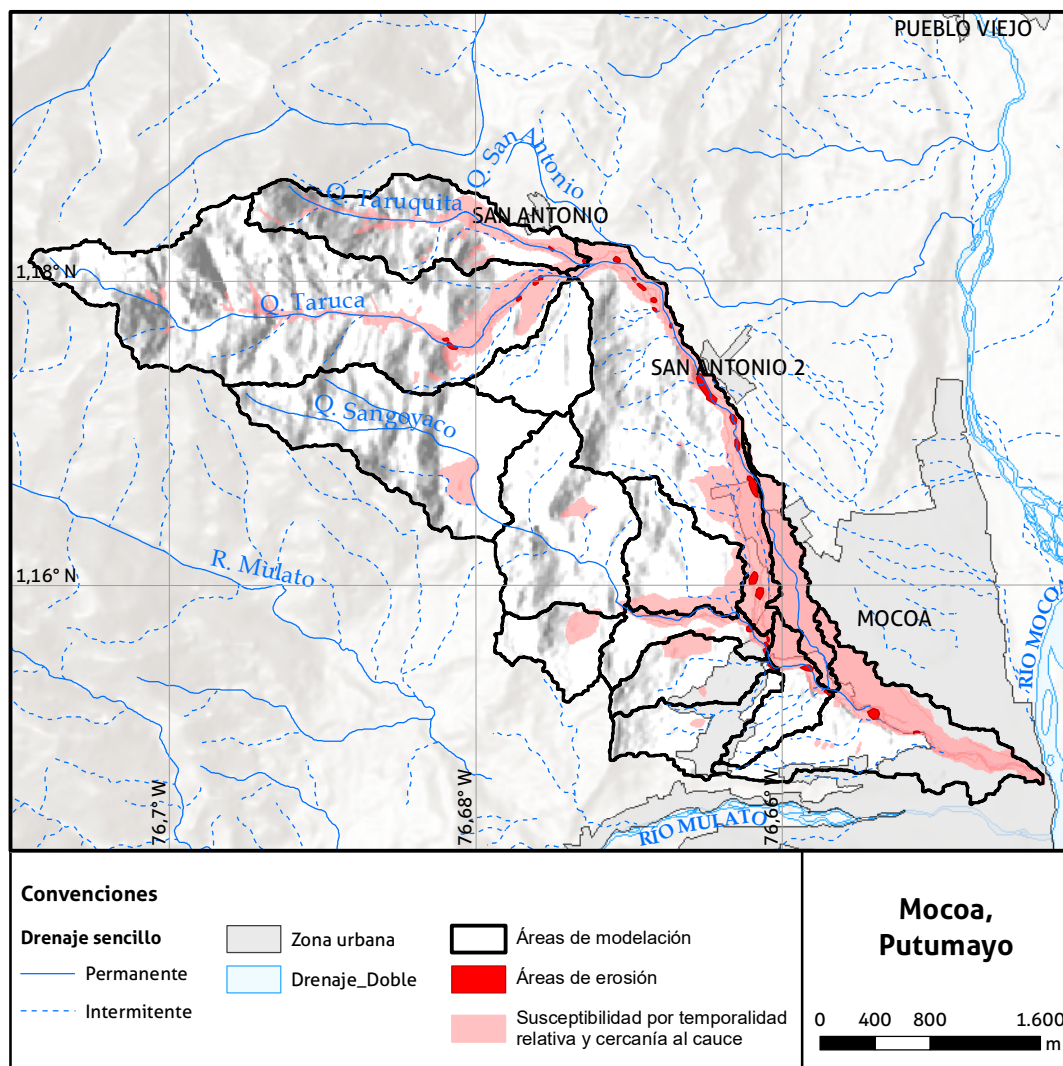 PUEBLO VIEJO
Q. San Antonio
Q. Taruquita
SAN ANTONIO
1,18° N
Q. Taruca
SAN ANTONIO 2
Q. Sangoyaco
R. Mulato
1,16° N
MOCOA
RÍO MOCOA
76,7° W
76,68° W
76,66° W
RÍO MULATO
Convenciones
Drenaje sencillo
Permanente
Intermitente
Zona urbana
Drenaje_Doble
Áreas de modelación
Áreas de erosión
Susceptibilidad por temporalidad
relativa y cercanía al cauce
Mocoa,
Putumayo
0 400 800 1.600
m